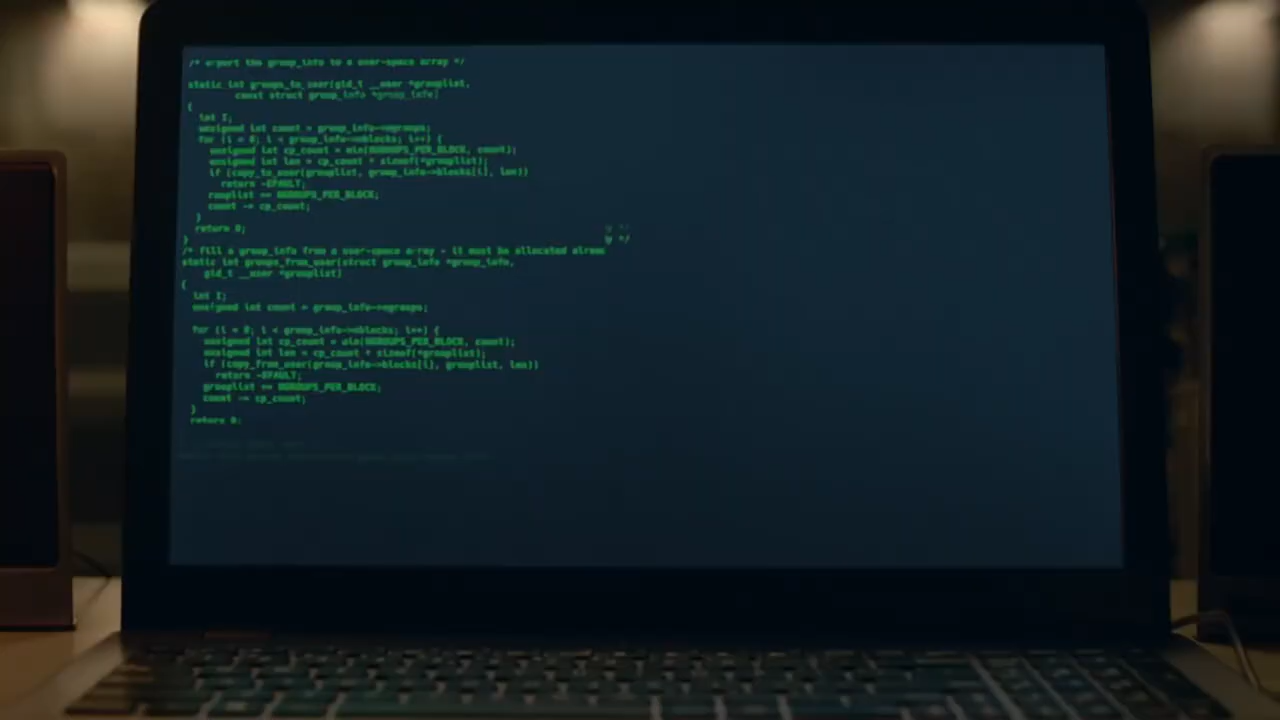 /* export the group_info to a user-space array */
static int groups_to_user(gid_t __user *grouplist,
const struct group_info *group_info)
{
int I;
unsigned int count = group_info->ngroups;
for (i = 0; i < group_info->nblocks; i++) {
unsigned int cp_count = min(NGROUPS_PER_BLOCK, count);
unsigned int len = cp_count * sizeof(*grouplist);
if (copy_to_user(grouplist, group_info->blocks[i], len))
return -EFAULT;
rouplist += NGROUPS_PER_BLOCK;
count -= cp_count;
}
return 0;
y */
}
/* fill a group_info from a user-space array - it must be allocated alread
static int groups_from_user(struct group_info *group_info,
gid_t __user *grouplist)
{
int I;
unsigned int count = group_info->ngroups;
for (i = 0; i < group_info->nblocks; i++) {
unsigned int cp_count = min(NGROUPS_PER_BLOCK, count);
unsigned int len = cp_count * sizeof(*grouplist);
if (copy_from_user(group_info->blocks[i], grouplist, len))
return -EFAULT;
grouplist += NGROUPS_PER_BLOCK;
count -= cp_count;
}
return 0;